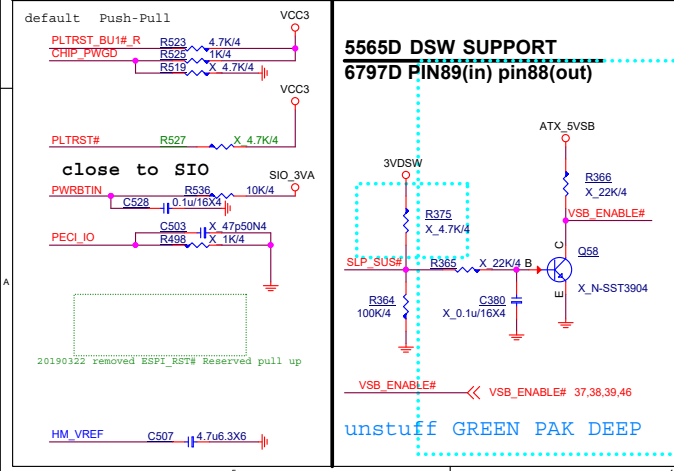 default Push-Pull
VCC3
PLTRST_BU1#_R R523 4.7K/4
CHIP_PWGD R525 1K/4
R519 X_4.7K/4
VCC3
PLTRST# R527 X_4.7K/4
close to SIO
SIO_3VA
PWRBTIN R536 10K/4
C528 0.1u/16X4
C503 X_47p50N4
PECI_IO R498 X_1K/4
20190322 removed ESPI_RST# Reserved pull up
HM_VREF C507 4.7u6.3X6
A
5565D DSW SUPPORT
6797D PIN89(in) pin88(out)
ATX_5VSB
3VDSW
R366
X_22K/4
R375
X_4.7K/4
VSB_ENABLE#
C
Q58
SLP_SUS# R365 X_22K/4 B
E
X_N-SST3904
R364
100K/4
C380
X_0.1u/16X4
VSB_ENABLE# VSB_ENABLE# 37,38,39,46
unstuff GREEN PAK DEEP